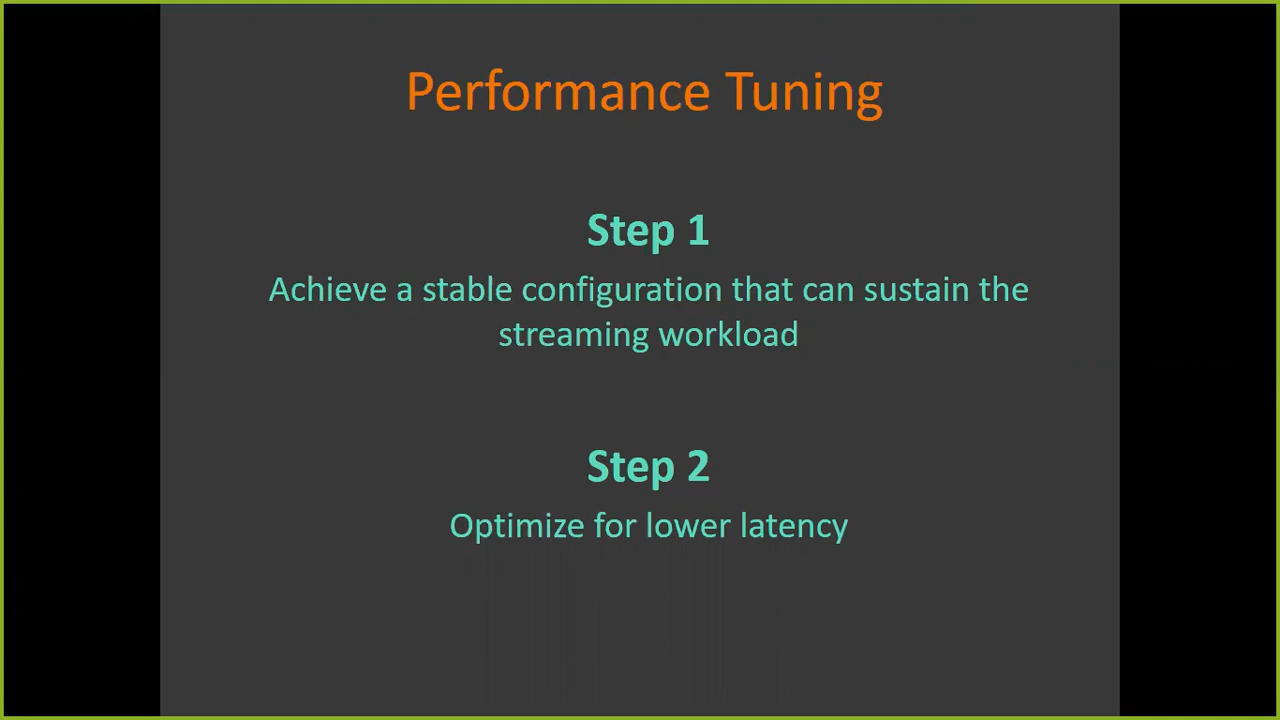 Performance Tuning
Step 1
Achieve a stable configuration that can sustain the
streaming workload
Step 2
Optimize for lower latency